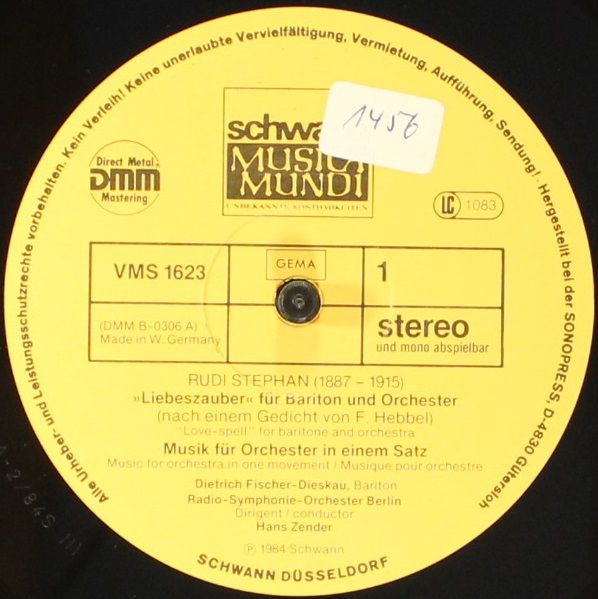 Alle Urheber- und Leistungsschutzrechte vorbehalten. Kein Verleih! Keine unerlaubte Vervielfältigung, Vermietung, Aufführung, Sendung! · Hergestellt bei der SONOPRESS, D-4830 Gütersloh
1456
schwann
MUSICA
MUNDI
UNBEKANNTE KOSTBARKEITEN
Direct Metal
DMM
Mastering
LC 1083
VMS 1623
GEMA
1
(DMM B-0306 A)
Made in W. Germany
stereo
und mono abspielbar
RUDI STEPHAN (1887 – 1915)
»Liebeszauber« für Bariton und Orchester
(nach einem Gedicht von F. Hebbel)
"Love-spell" for baritone and orchestra
Musik für Orchester in einem Satz
Music for orchestra in one movement / Musique pour orchestre
Dietrich Fischer-Dieskau, Bariton
Radio-Symphonie-Orchester Berlin
Dirigent / conductor
Hans Zender
℗ 1984 Schwann
SCHWANN DÜSSELDORF